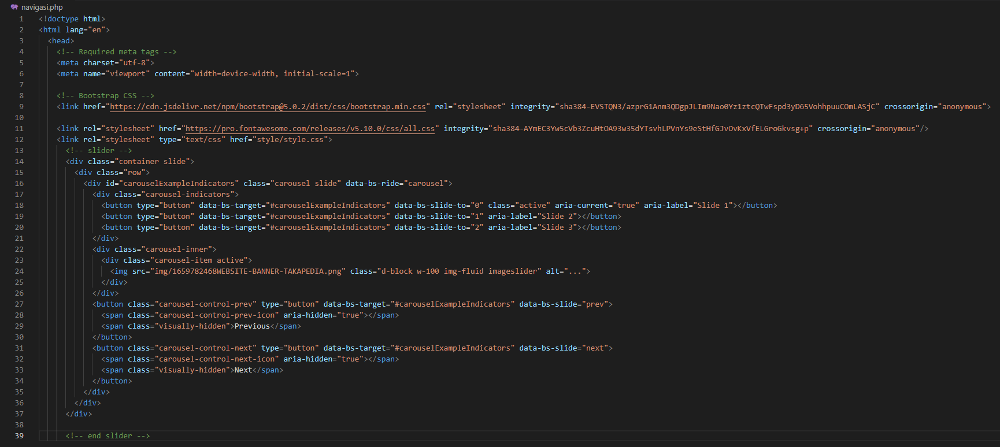 navigasi.php
1 <!doctype html>
2 <html lang="en">
3 <head>
4 <!-- Required meta tags -->
5 <meta charset="utf-8">
6 <meta name="viewport" content="width=device-width, initial-scale=1">
7
8 <!-- Bootstrap CSS -->
9 <link href="https://cdn.jsdelivr.net/npm/bootstrap@5.0.2/dist/css/bootstrap.min.css" rel="stylesheet" integrity="sha384-EVSTQN3/azprG1Anm3QDgpJLIm9Nao0Yz1ztcQTwFspd3yD65VohhpuuCOmLASjC" crossorigin="anonymous">
10
11 <link rel="stylesheet" href="https://pro.fontawesome.com/releases/v5.10.0/css/all.css" integrity="sha384-AYmEC3Yw5cVb3ZcuHtOA93w35dYTsvhLPVnYs9eStHfGJvOvKxVfELGroGkvsg+p" crossorigin="anonymous"/>
12 <link rel="stylesheet" type="text/css" href="style/style.css">
13 <!-- slider -->
14 <div class="container slide">
15 <div class="row">
16 <div id="carouselExampleIndicators" class="carousel slide" data-bs-ride="carousel">
17 <div class="carousel-indicators">
18 <button type="button" data-bs-target="#carouselExampleIndicators" data-bs-slide-to="0" class="active" aria-current="true" aria-label="Slide 1"></button>
19 <button type="button" data-bs-target="#carouselExampleIndicators" data-bs-slide-to="1" aria-label="Slide 2"></button>
20 <button type="button" data-bs-target="#carouselExampleIndicators" data-bs-slide-to="2" aria-label="Slide 3"></button>
21 </div>
22 <div class="carousel-inner">
23 <div class="carousel-item active">
24 <img src="img/1659782468WEBSITE-BANNER-TAKAPEDIA.png" class="d-block w-100 img-fluid imageslider" alt="...">
25 </div>
26 </div>
27 <button class="carousel-control-prev" type="button" data-bs-target="#carouselExampleIndicators" data-bs-slide="prev">
28 <span class="carousel-control-prev-icon" aria-hidden="true"></span>
29 <span class="visually-hidden">Previous</span>
30 </button>
31 <button class="carousel-control-next" type="button" data-bs-target="#carouselExampleIndicators" data-bs-slide="next">
32 <span class="carousel-control-next-icon" aria-hidden="true"></span>
33 <span class="visually-hidden">Next</span>
34 </button>
35 </div>
36 </div>
37 </div>
38
39 <!-- end slider -->